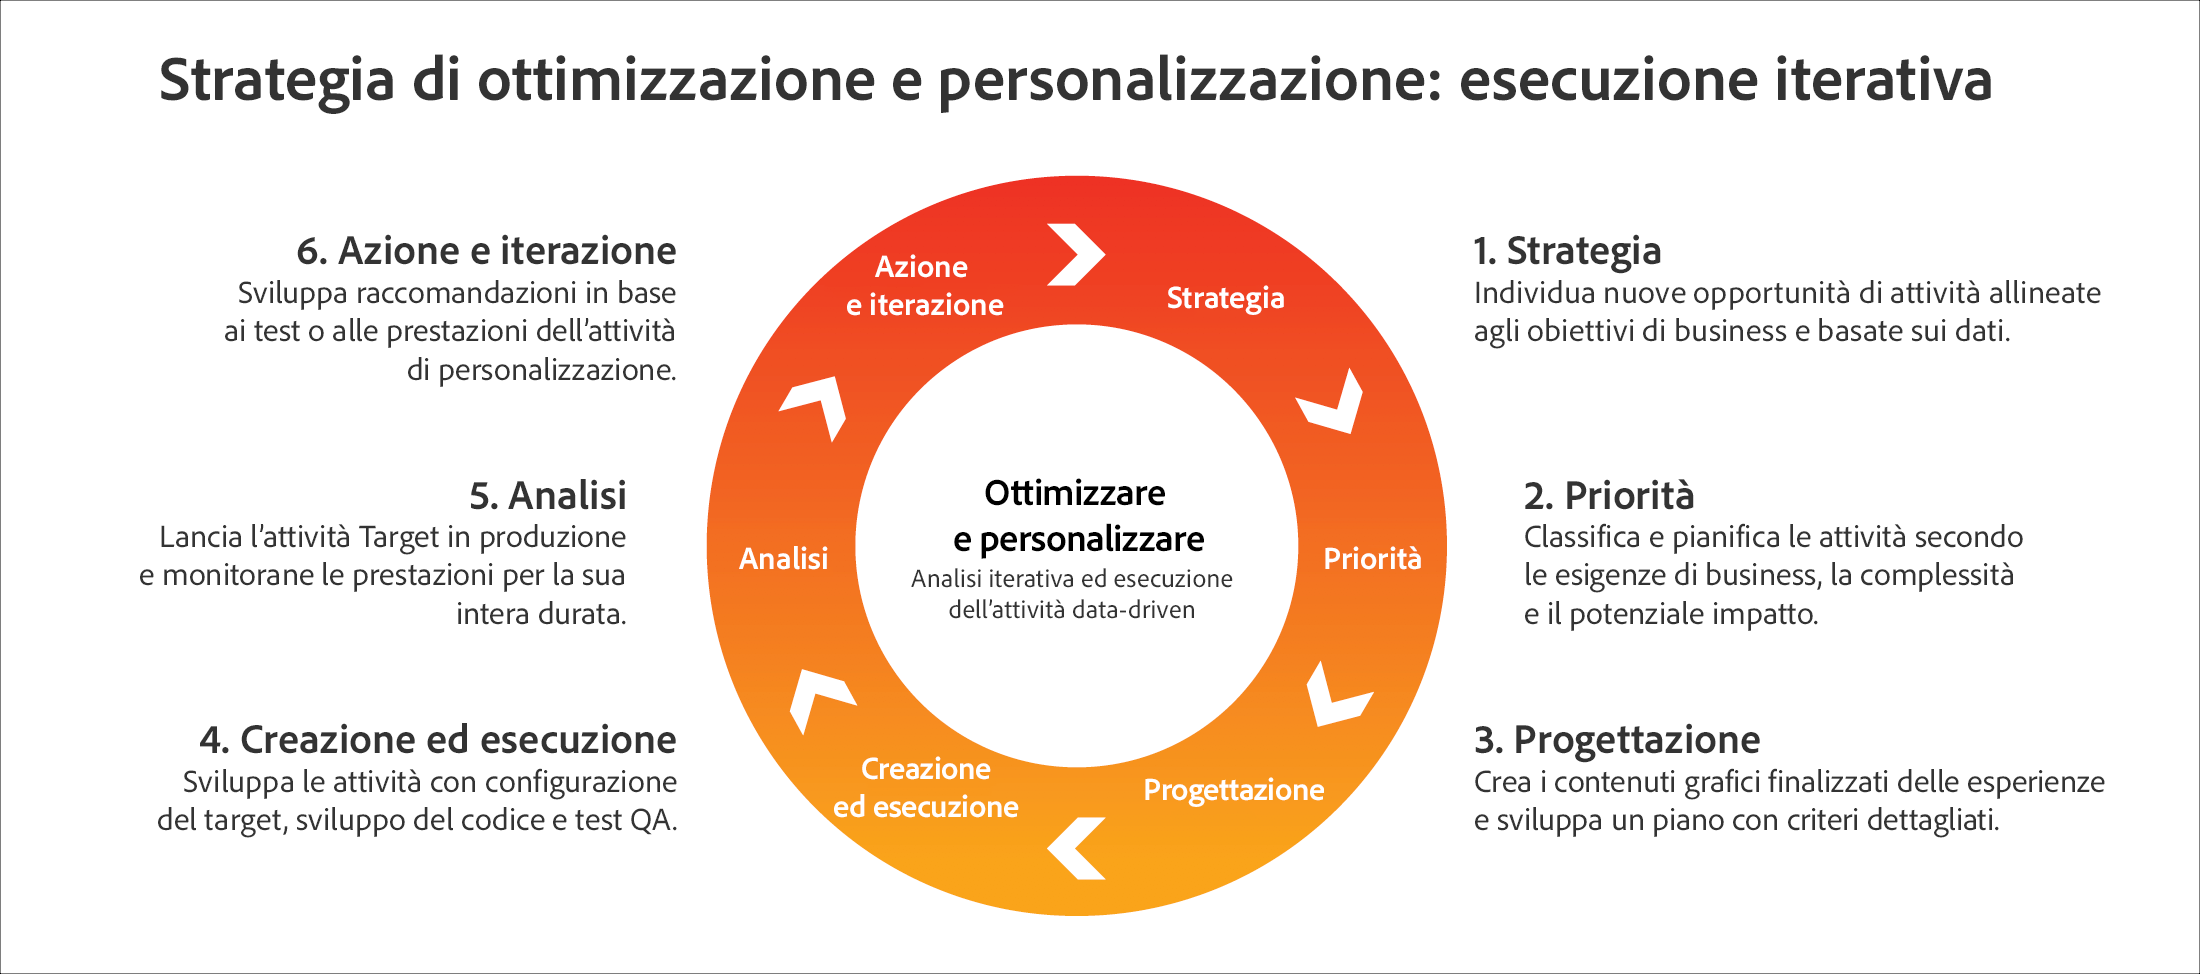 Strategia di ottimizzazione e personalizzazione: esecuzione iterativa
1. Strategia
Individua nuove opportunità di attività allineate
agli obiettivi di business e basate sui dati.
2. Priorità
Classifica e pianifica le attività secondo
le esigenze di business, la complessità
e il potenziale impatto.
3. Progettazione
Crea i contenuti grafici finalizzati delle esperienze
e sviluppa un piano con criteri dettagliati.
4. Creazione ed esecuzione
Sviluppa le attività con configurazione
del target, sviluppo del codice e test QA.
5. Analisi
Lancia l’attività Target in produzione
e monitorane le prestazioni per la sua
intera durata.
6. Azione e iterazione
Sviluppa raccomandazioni in base
ai test o alle prestazioni dell’attività
di personalizzazione.
Strategia
Priorità
Progettazione
Creazione
ed esecuzione
Analisi
Azione
e iterazione
Ottimizzare
e personalizzare
Analisi iterativa ed esecuzione
dell’attività data-driven